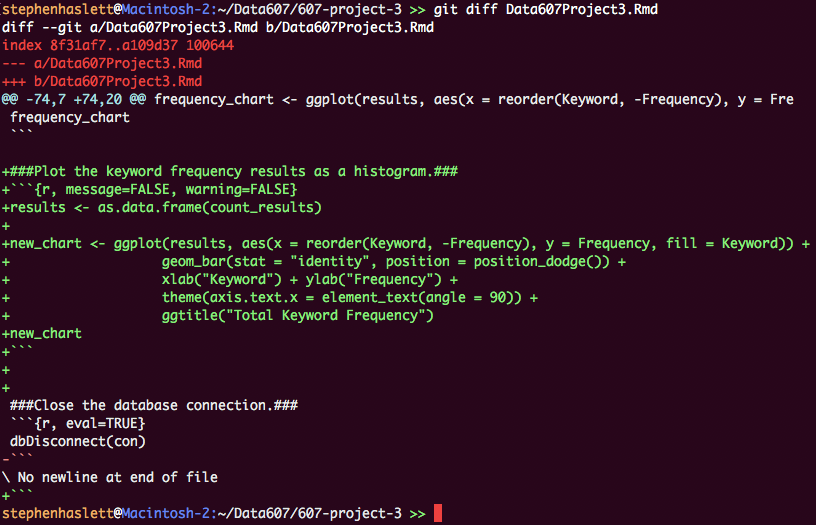 stephenhaslett@Macintosh-2:~/Data607/607-project-3 >> git diff Data607Project3.Rmd
diff --git a/Data607Project3.Rmd b/Data607Project3.Rmd
index 8f31af7..a109d37 100644
--- a/Data607Project3.Rmd
+++ b/Data607Project3.Rmd
@@ -74,7 +74,20 @@ frequency_chart <- ggplot(results, aes(x = reorder(Keyword, -Frequency), y = Fre
 frequency_chart
 ```

+###Plot the keyword frequency results as a histogram.###
+```{r, message=FALSE, warning=FALSE}
+results <- as.data.frame(count_results)
+
+new_chart <- ggplot(results, aes(x = reorder(Keyword, -Frequency), y = Frequency, fill = Keyword)) +
+                   geom_bar(stat = "identity", position = position_dodge()) +
+                   xlab("Keyword") + ylab("Frequency") +
+                   theme(axis.text.x = element_text(angle = 90)) +
+                   ggtitle("Total Keyword Frequency")
+new_chart
+```
+
+
 ###Close the database connection.###
 ```{r, eval=TRUE}
 dbDisconnect(con)
-```
\ No newline at end of file
+```
stephenhaslett@Macintosh-2:~/Data607/607-project-3 >>